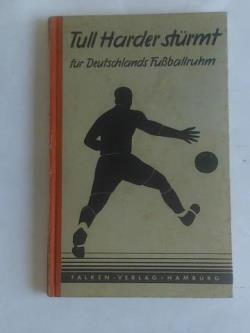 Tull Harder stürmt
für Deutschlands Fußballruhm
FALKEN-VERLAG-HAMBURG